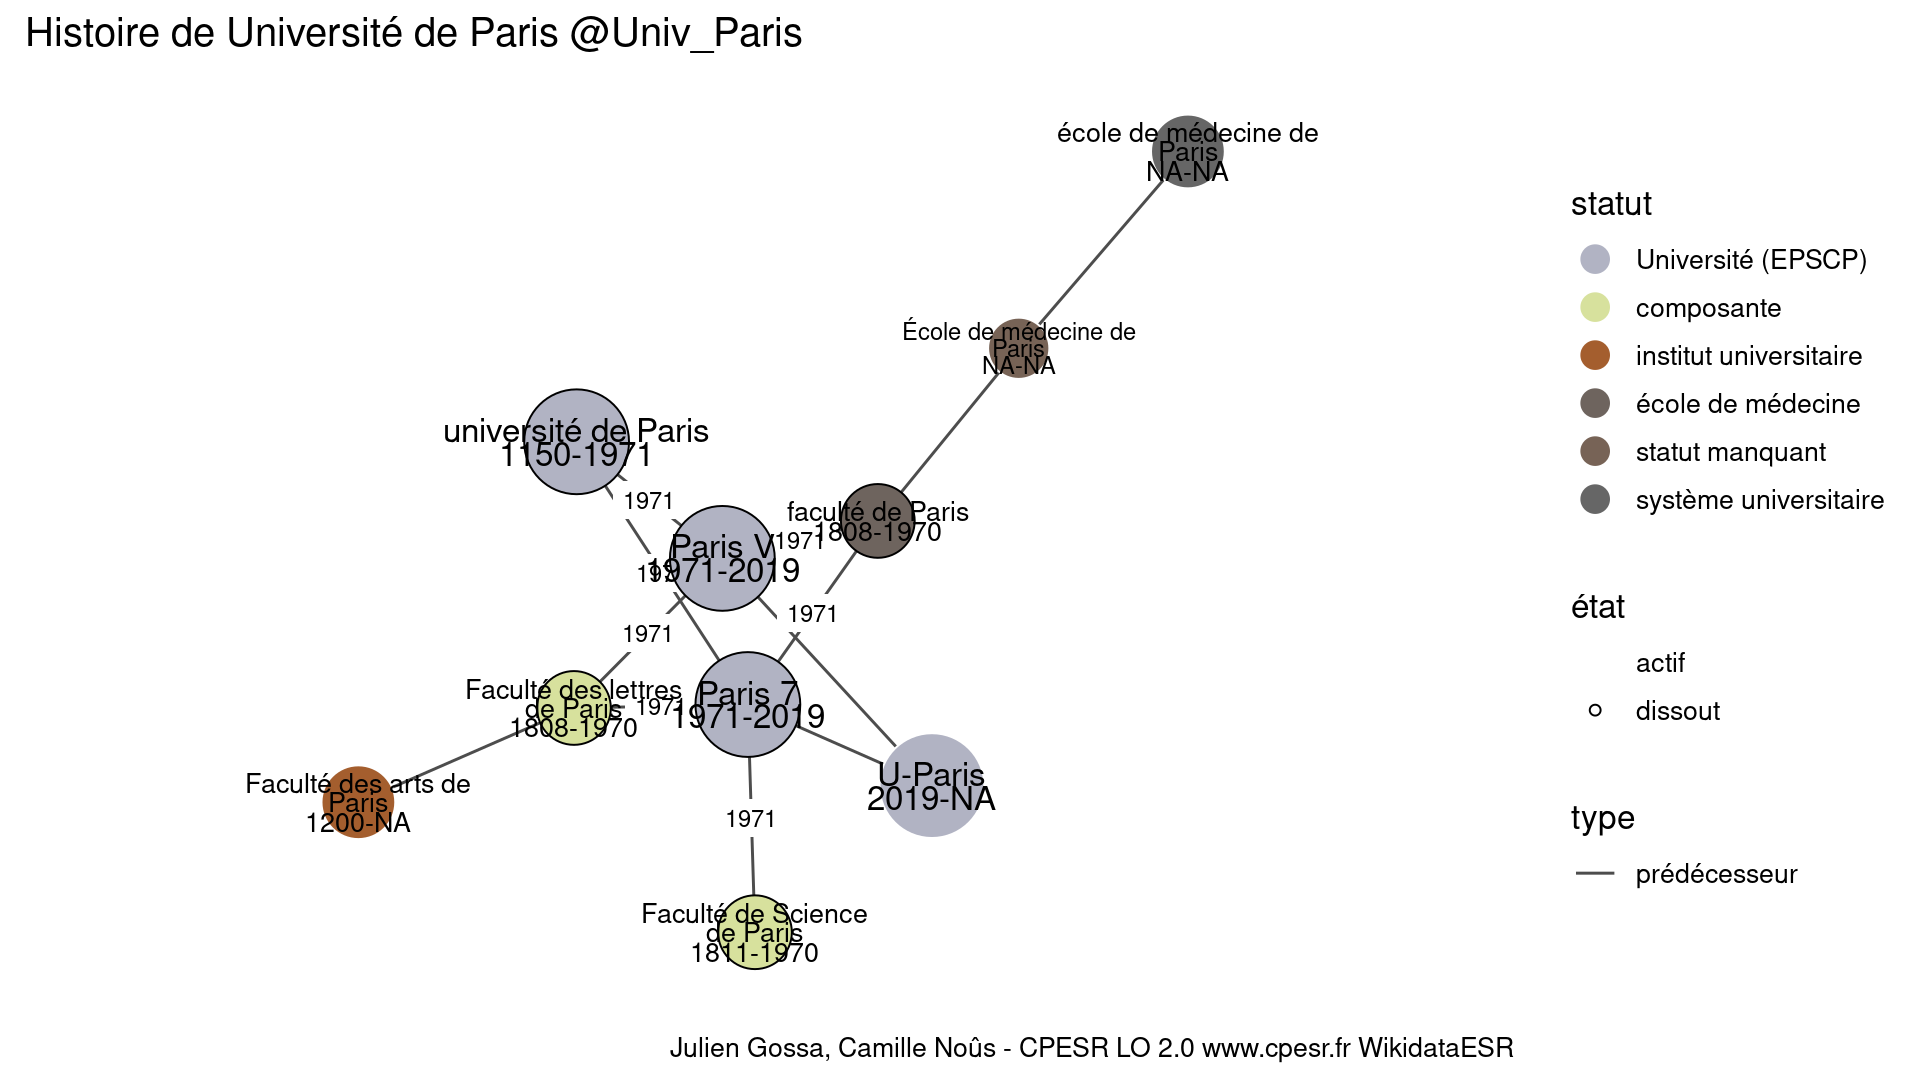 Histoire de Université de Paris @Univ_Paris
école de médecine de
Paris
NA-NA
École de médecine de
Paris
NA-NA
université de Paris
1150-1971
1971
faculté de Paris
1808-1970
1971
Paris V
1971-2019
1971
1971
Faculté des lettres
de Paris
1808-1970
1971
Paris 7
1971-2019
Faculté des arts de
Paris
1200-NA
U-Paris
2019-NA
1971
Faculté de Science
de Paris
1811-1970
statut
Université (EPSCP)
composante
institut universitaire
école de médecine
statut manquant
système universitaire
état
actif
dissout
type
prédécesseur
Julien Gossa, Camille Noûs - CPESR LO 2.0 www.cpesr.fr WikidataESR